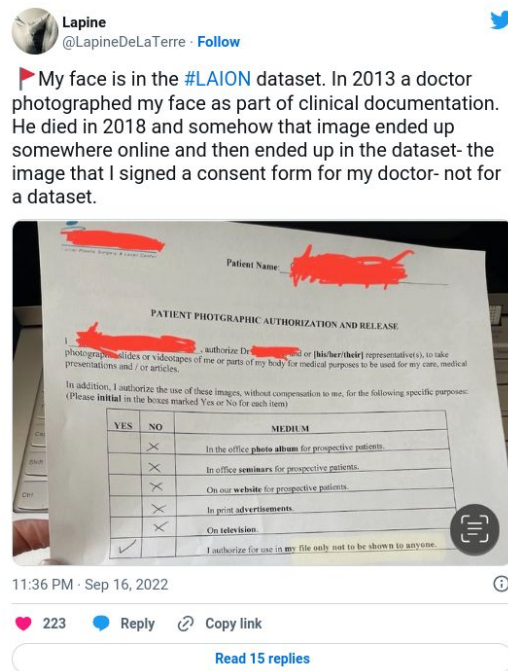 Lapine
@LapineDeLaTerre · Follow
My face is in the #LAION dataset. In 2013 a doctor
photographed my face as part of clinical documentation.
He died in 2018 and somehow that image ended up
somewhere online and then ended up in the dataset- the
image that I signed a consent form for my doctor- not for
a dataset.
Patient Name:
PATIENT PHOTGRAPHIC AUTHORIZATION AND RELEASE
I , authorize Dr and or [his/her/their] representative(s), to take
photographs slides or videotapes of me or parts of my body for medical purposes to be used for my care, medical
presentations and / or articles.
In addition, I authorize the use of these images, without compensation to me, for the following specific purposes:
(Please initial in the boxes marked Yes or No for each item)
YES NO MEDIUM
In the office photo album for prospective patients.
In office seminars for prospective patients.
On our website for prospective patients.
In print advertisements.
On television.
I authorize for use in my file only not to be shown to anyone.
Shift
Ctrl
11:36 PM · Sep 16, 2022
223 Reply Copy link
Read 15 replies